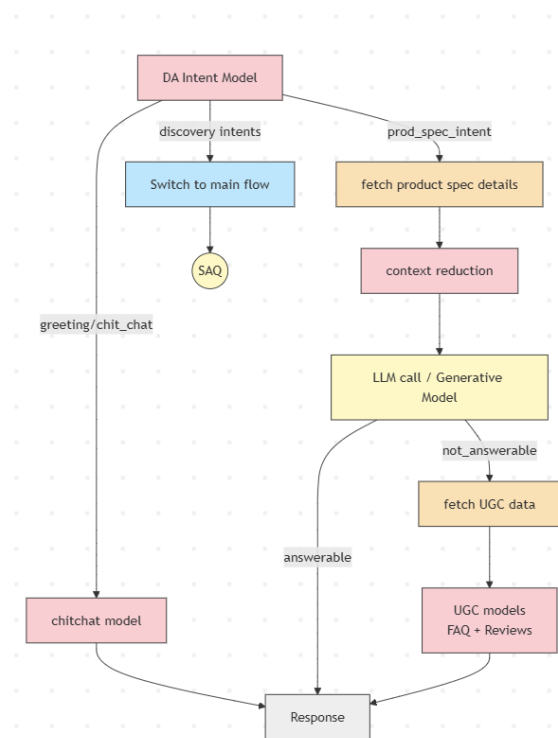 DA Intent Model
discovery intents
prod_spec_intent
Switch to main flow
fetch product spec details
SAQ
context reduction
greeting/chit_chat
LLM call / Generative
Model
not_answerable
fetch UGC data
answerable
chitchat model
UGC models
FAQ + Reviews
Response